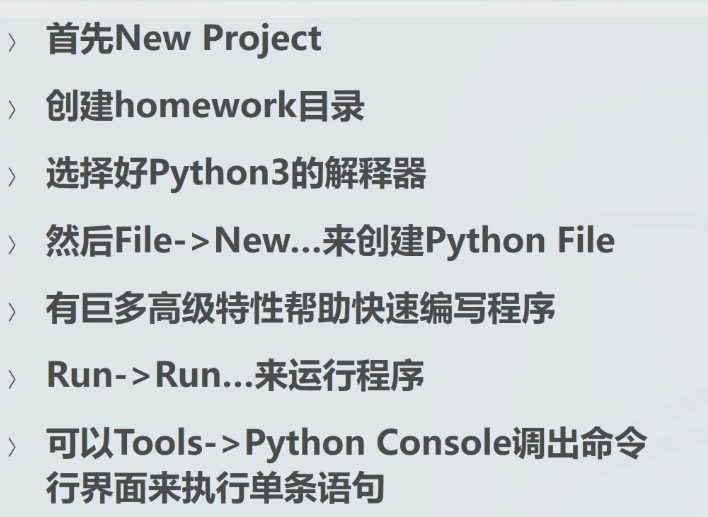 首先New Project
创建homework目录
选择好Python3的解释器
然后File->New...来创建Python File
有巨多高级特性帮助快速编写程序
Run->Run...来运行程序
可以Tools->Python Console调出命令
行界面来执行单条语句